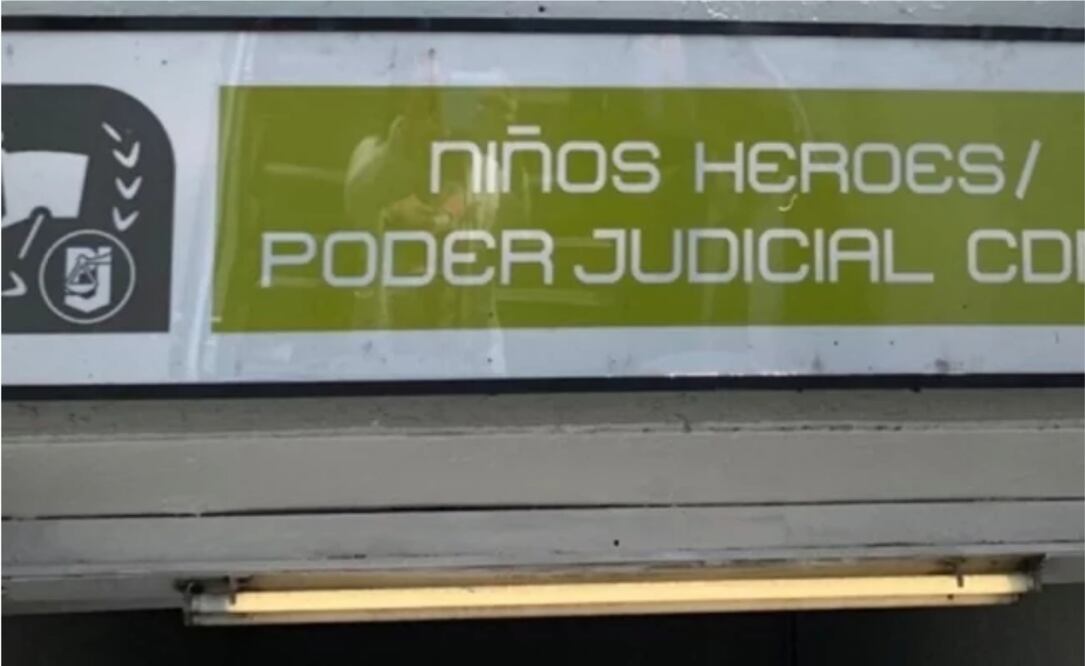 NIÑOS HEROES/
PODER JUDICIAL